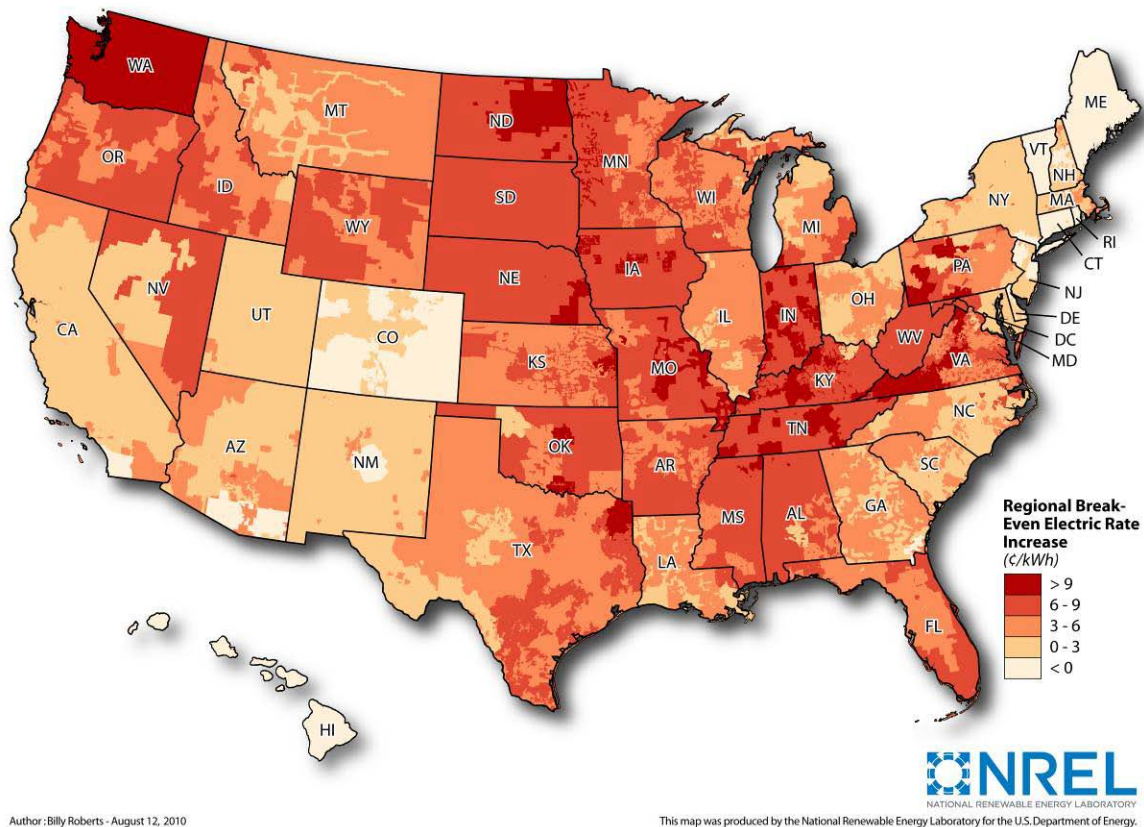 WA
MT
ND
MN
ME
VT
NH
OR
ID
WY
SD
WI
MI
NY
MA
RI
CT
NV
UT
CO
NE
IA
IL
IN
OH
PA
NJ
DE
DC
MD
CA
KS
MO
KY
WV
VA
AZ
NM
OK
AR
TN
NC
SC
TX
LA
MS
AL
GA
FL
HI
Regional Break-
Even Electric Rate
Increase
(¢/kWh)
> 9
6 - 9
3 - 6
0 - 3
< 0
NREL
NATIONAL RENEWABLE ENERGY LABORATORY
Author : Billy Roberts - August 12, 2010
This map was produced by the National Renewable Energy Laboratory for the U.S. Department of Energy.